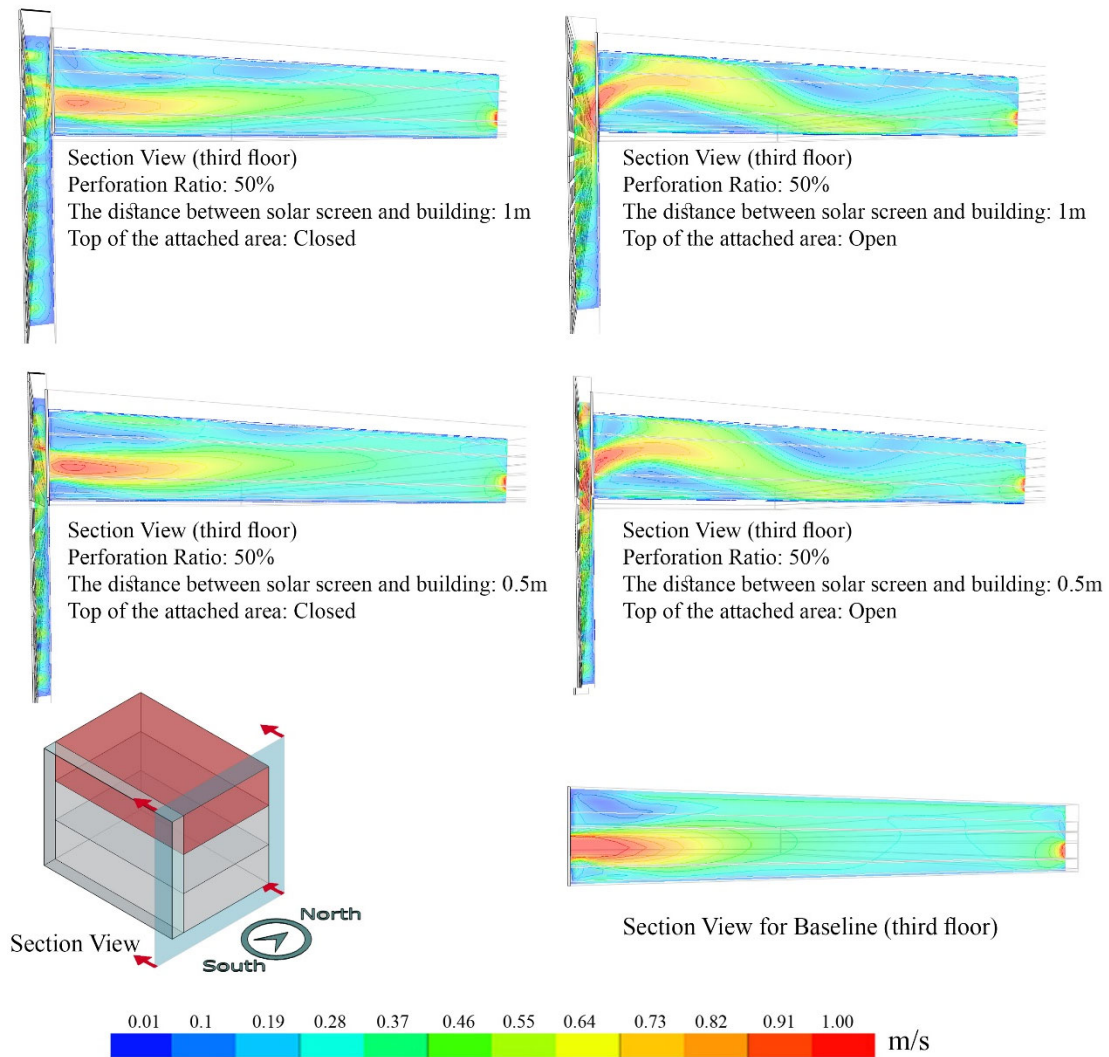 Section View (third floor)
Perforation Ratio: 50%
The distance between solar screen and building: 1m
Top of the attached area: Closed
Section View (third floor)
Perforation Ratio: 50%
The distance between solar screen and building: 1m
Top of the attached area: Open
Section View (third floor)
Perforation Ratio: 50%
The distance between solar screen and building: 0.5m
Top of the attached area: Closed
Section View (third floor)
Perforation Ratio: 50%
The distance between solar screen and building: 0.5m
Top of the attached area: Open
North
Section View
South
Section View for Baseline (third floor)
0.01 0.1 0.19 0.28 0.37 0.46 0.55 0.64 0.73 0.82 0.91 1.00
m/s